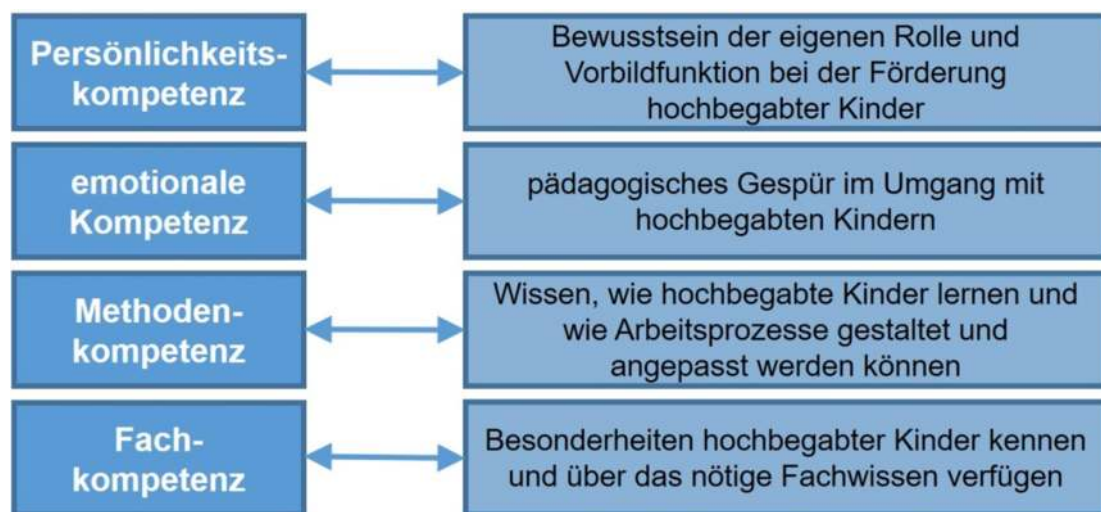 Persönlichkeits-
kompetenz
Bewusstsein der eigenen Rolle und
Vorbildfunktion bei der Förderung
hochbegabter Kinder
emotionale
Kompetenz
pädagogisches Gespür im Umgang mit
hochbegabten Kindern
Methoden-
kompetenz
Wissen, wie hochbegabte Kinder lernen und
wie Arbeitsprozesse gestaltet und
angepasst werden können
Fach-
kompetenz
Besonderheiten hochbegabter Kinder kennen
und über das nötige Fachwissen verfügen